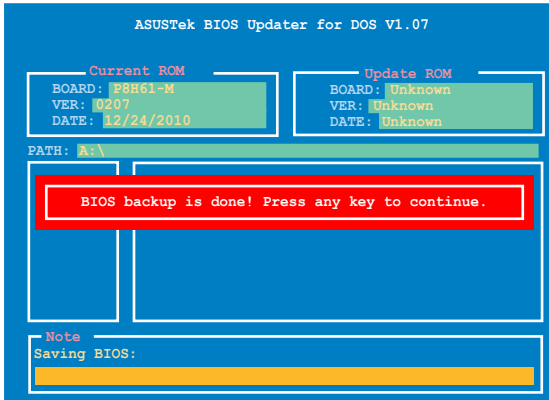 ASUSTek BIOS Updater for DOS V1.07
Current ROM
BOARD: P8H61-M
VER: 0207
DATE: 12/24/2010
Update ROM
BOARD: Unknown
VER: Unknown
DATE: Unknown
PATH: A:\
BIOS backup is done! Press any key to continue.
Note
Saving BIOS: